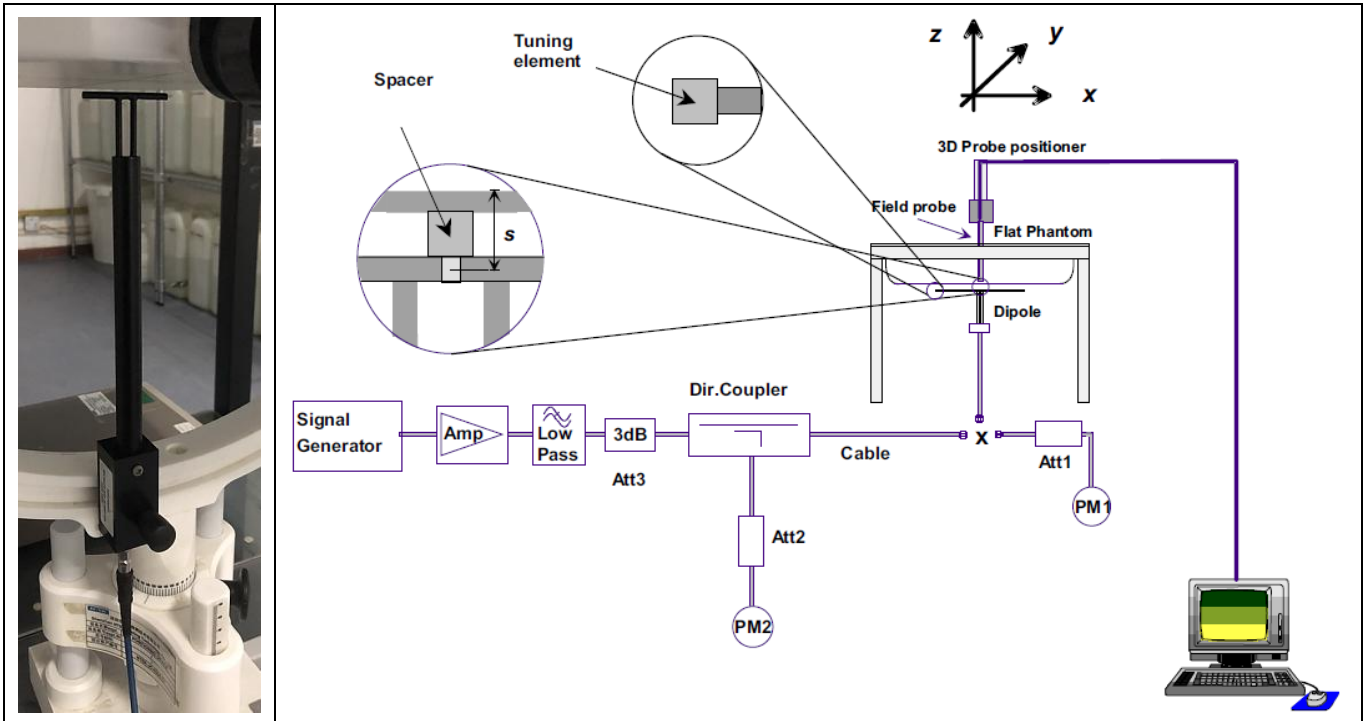 Tuning
element
Spacer
s
z
y
x
3D Probe positioner
Field probe
Flat Phantom
Dipole
Dir.Coupler
Signal
Generator
Amp
Low
Pass
3dB
Att3
Cable
x
Att1
PM1
Att2
PM2